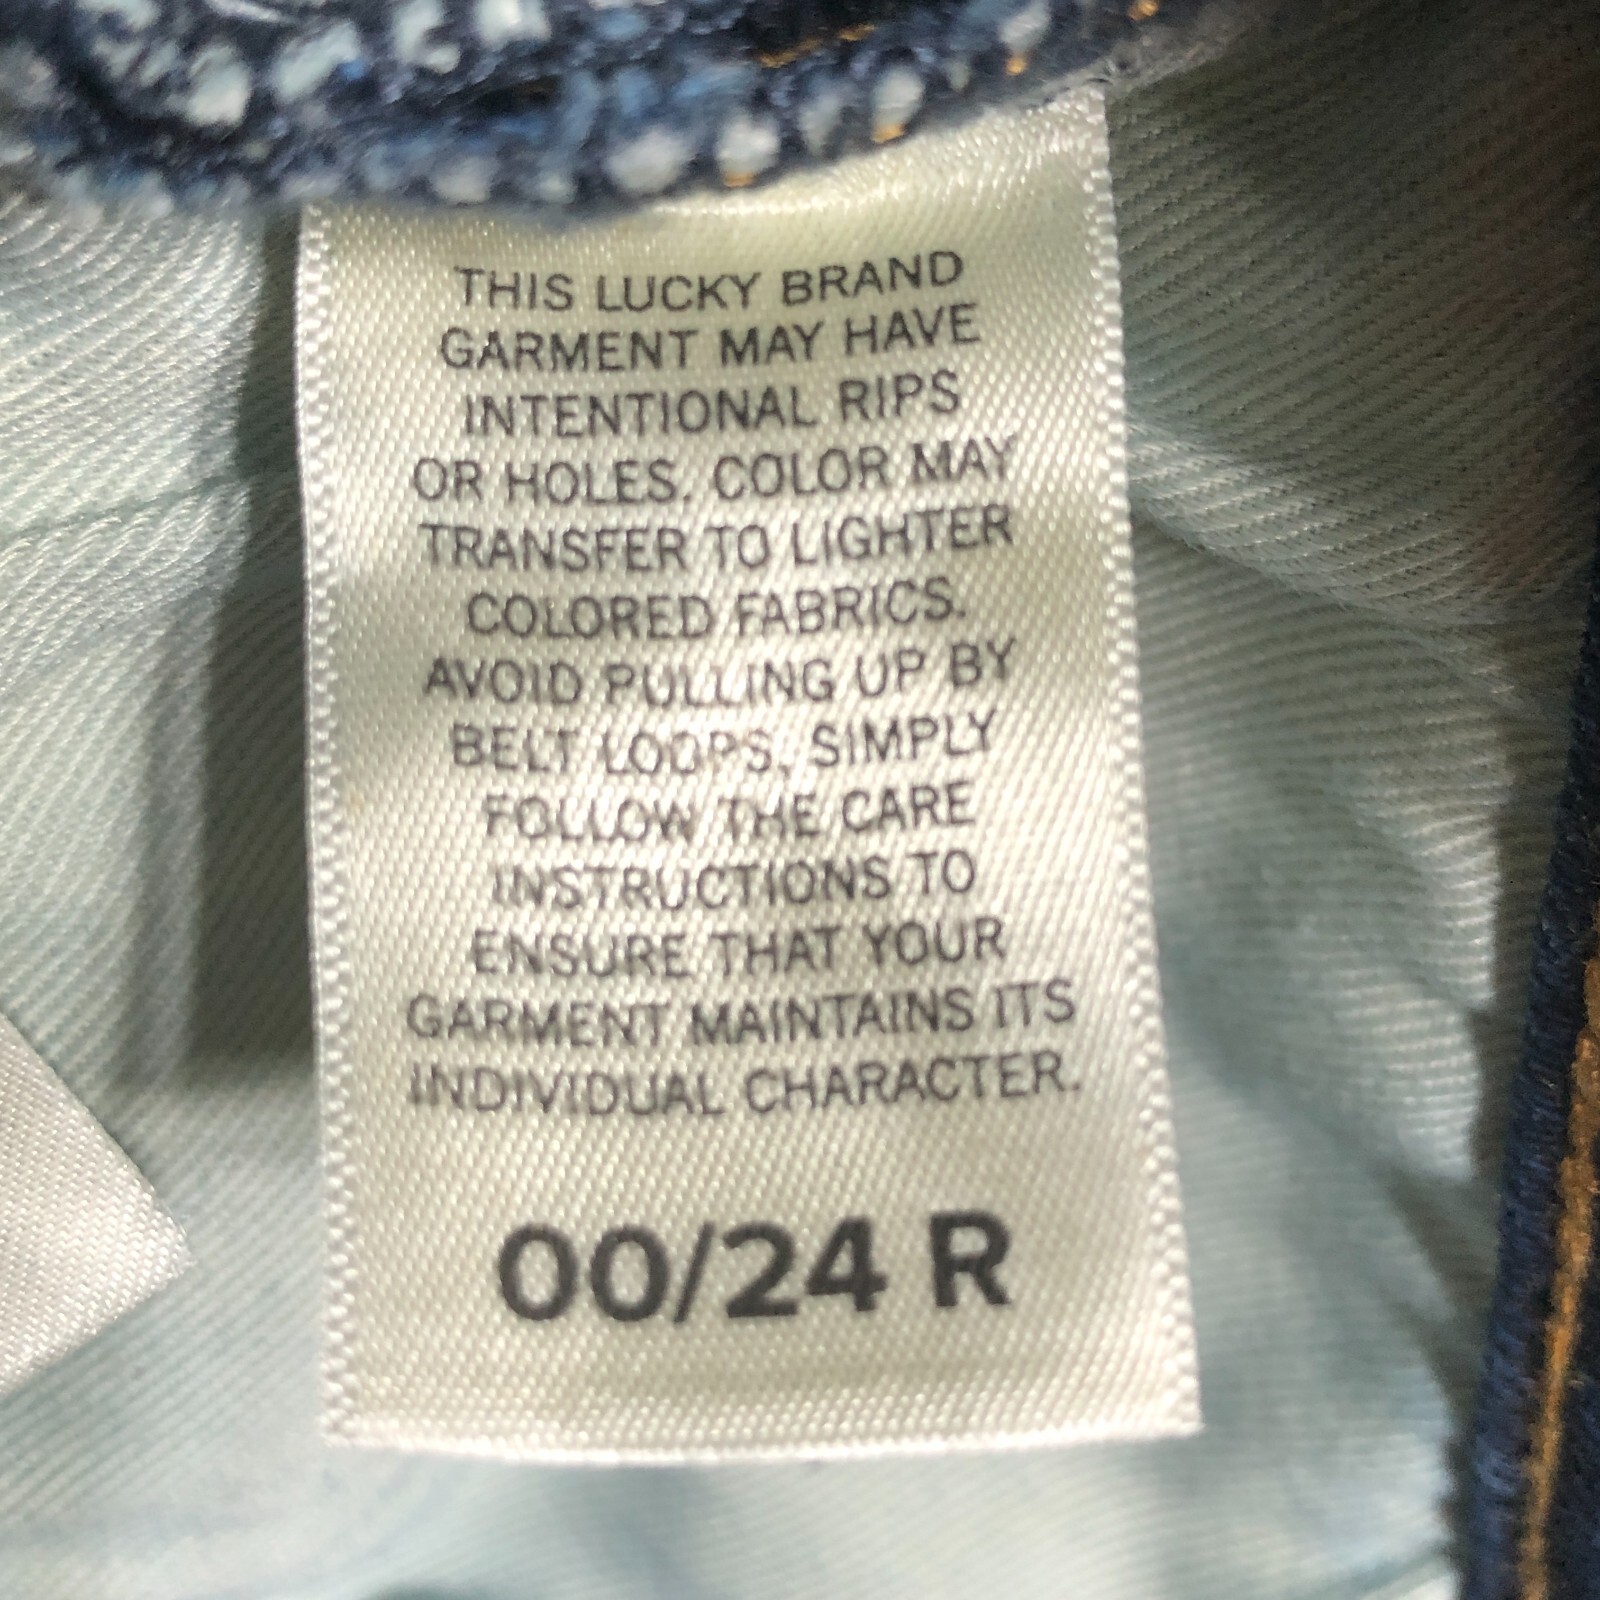 THIS LUCKY BRAND
GARMENT MAY HAVE
INTENTIONAL RIPS
OR HOLES. COLOR MAY
TRANSFER TO LIGHTER
COLORED FABRICS.
AVOID PULLING UP BY
BELT LOOPS. SIMPLY
FOLLOW THE CARE
INSTRUCTIONS TO
ENSURE THAT YOUR
GARMENT MAINTAINS ITS
INDIVIDUAL CHARACTER.
00/24 R